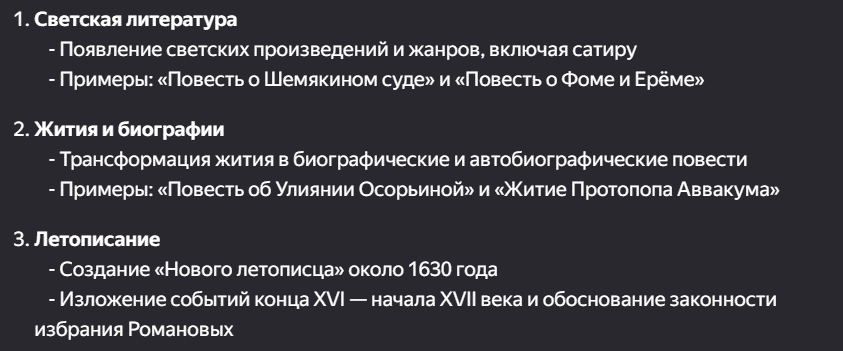 1. Светская литература
- Появление светских произведений и жанров, включая сатиру
- Примеры: «Повесть о Шемякином суде» и «Повесть о Фоме и Ерёме»
2. Жития и биографии
- Трансформация жития в биографические и автобиографические повести
- Примеры: «Повесть об Улиянии Осорьиной» и «Житие Протопопа Аввакума»
3. Летописание
- Создание «Нового летописца» около 1630 года
- Изложение событий конца XVI — начала XVII века и обоснование законности
избрания Романовых